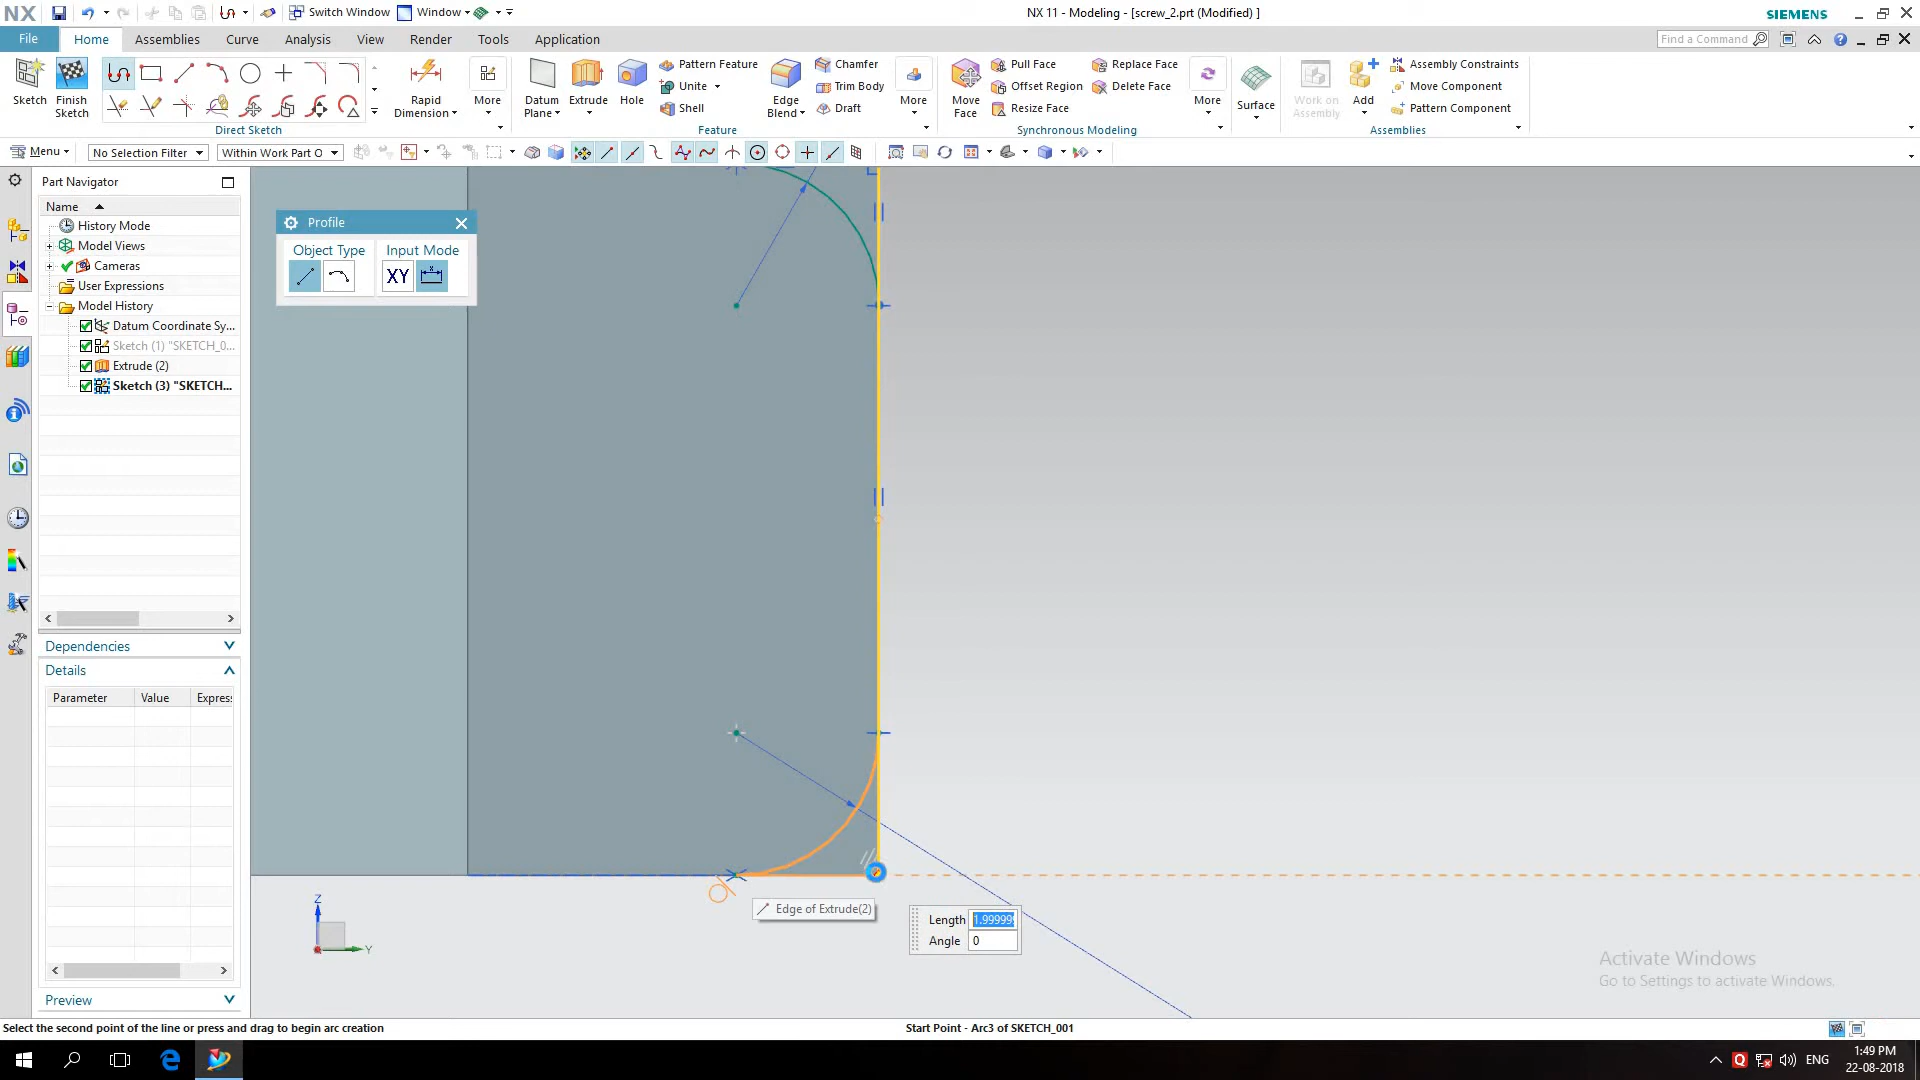 NX
Switch Window
Window
NX 11 - Modeling - [screw_2.prt (Modified) ]
SIEMENS
File
Home
Assemblies
Curve
Analysis
View
Render
Tools
Application
Find a Command
Sketch
Finish Sketch
Direct Sketch
Rapid Dimension
More
Datum Plane
Extrude
Hole
Pattern Feature
Unite
Shell
Edge Blend
Chamfer
Trim Body
Draft
More
Feature
Move Face
Pull Face
Offset Region
Resize Face
Replace Face
Delete Face
More
Synchronous Modeling
Surface
Work on Assembly
Add
Assembly Constraints
Move Component
Pattern Component
Assemblies
Menu
No Selection Filter
Within Work Part O
Part Navigator
Name
History Mode
Model Views
Cameras
User Expressions
Model History
Datum Coordinate Sy...
Sketch (1) "SKETCH_0...
Extrude (2)
Sketch (3) "SKETCH...
Dependencies
Details
Parameter Value Express
Preview
Profile
Object Type
Input Mode
XY
Z
Y
Edge of Extrude(2)
Length 1.99999
Angle 0
Activate Windows
Go to Settings to activate Windows.
Select the second point of the line or press and drag to begin arc creation
Start Point - Arc3 of SKETCH_001
ENG
1:49 PM
22-08-2018